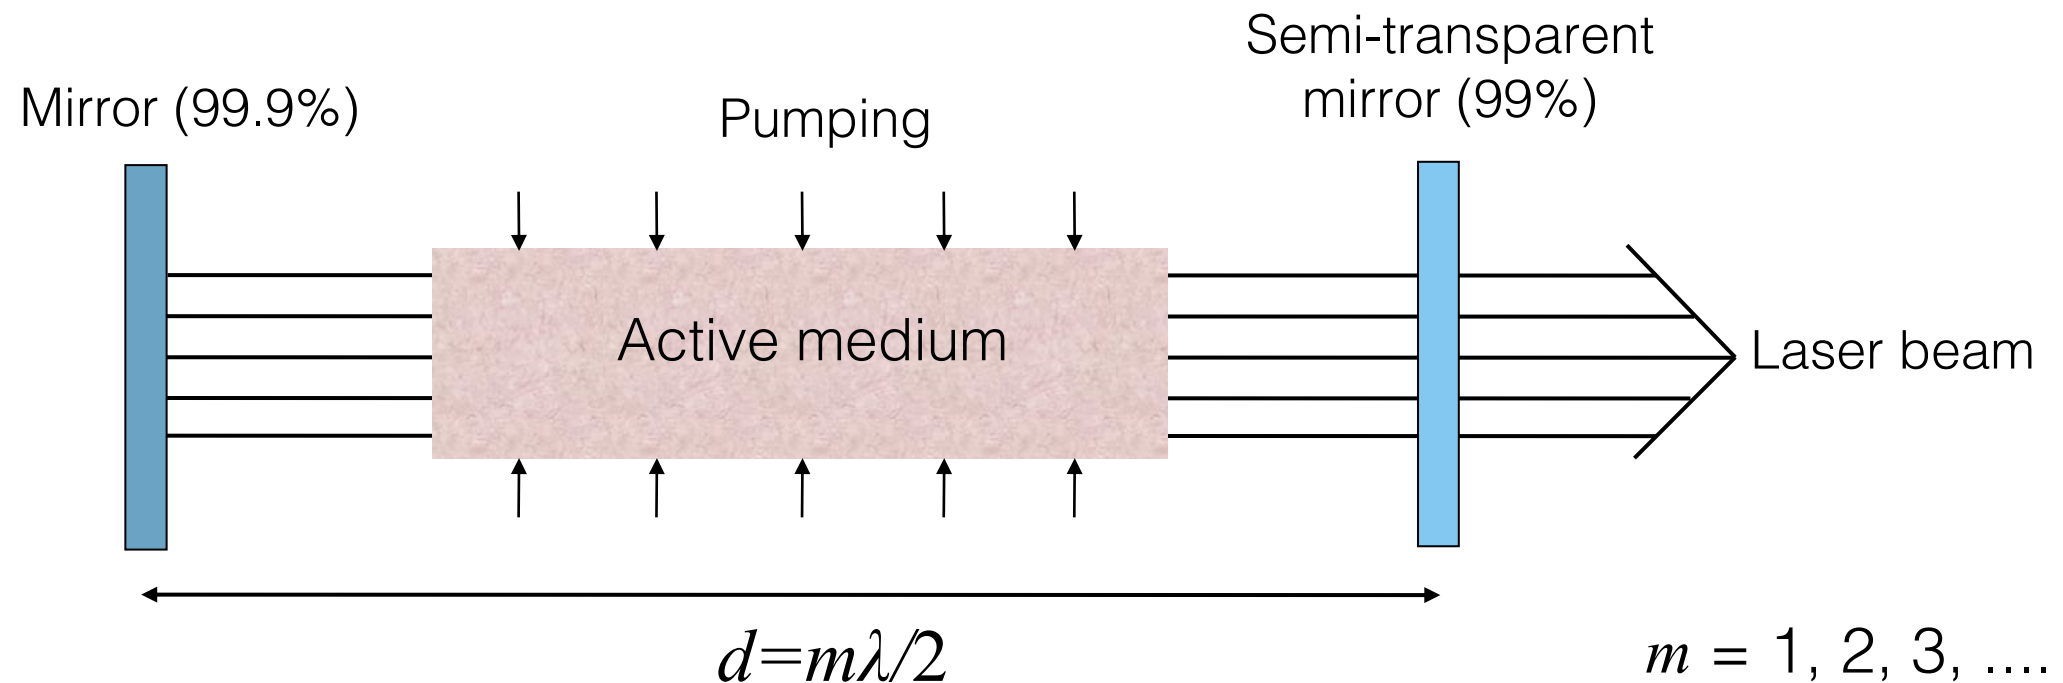 Semi-transparent
mirror (99%)
Mirror (99.9%)
Pumping
Active medium
Laser beam
d=mλ/2
m = 1, 2, 3, ....